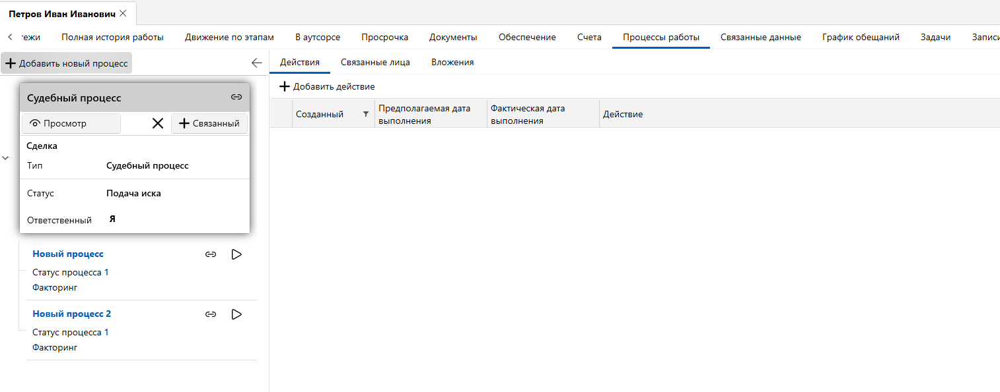 Петров Иван Иванович
тежи Полная история работы Движение по этапам В аутсорсе Просрочка Документы Обеспечение Счета Процессы работы Связанные данные График обещаний Задачи Записи
Добавить новый процесс
Судебный процесс
Просмотр Связанный
Сделка
Тип Судебный процесс
Статус Подача иска
Ответственный Я
Новый процесс
Статус процесса 1
Факторинг
Новый процесс 2
Статус процесса 1
Факторинг
Действия Связанные лица Вложения
Добавить действие
Созданный Предполагаемая дата выполнения Фактическая дата выполнения Действие